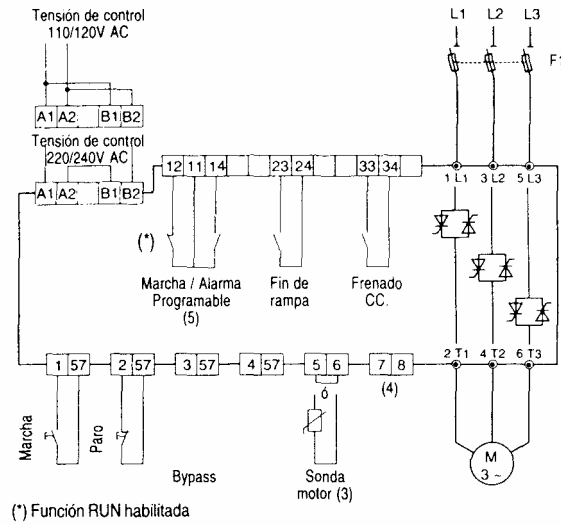 Tensión de control
110/120V AC
L1 L2 L3
F1
A1 A2 B1 B2
Tensión de control
220/240V AC
A1 A2 B1 B2
12 11 14 23 24 33 34
1 L1 3 L2 5 L3
(*)
Marcha / Alarma
Programable
(5)
Fin de
rampa
Frenado
CC.
2 T1 4 T2 6 T3
1 57 2 57 3 57 4 57 5 6 7 8
ó
(4)
Marcha
Paro
Bypass
Sonda
motor (3)
M
3 ~
(*) Función RUN habilitada